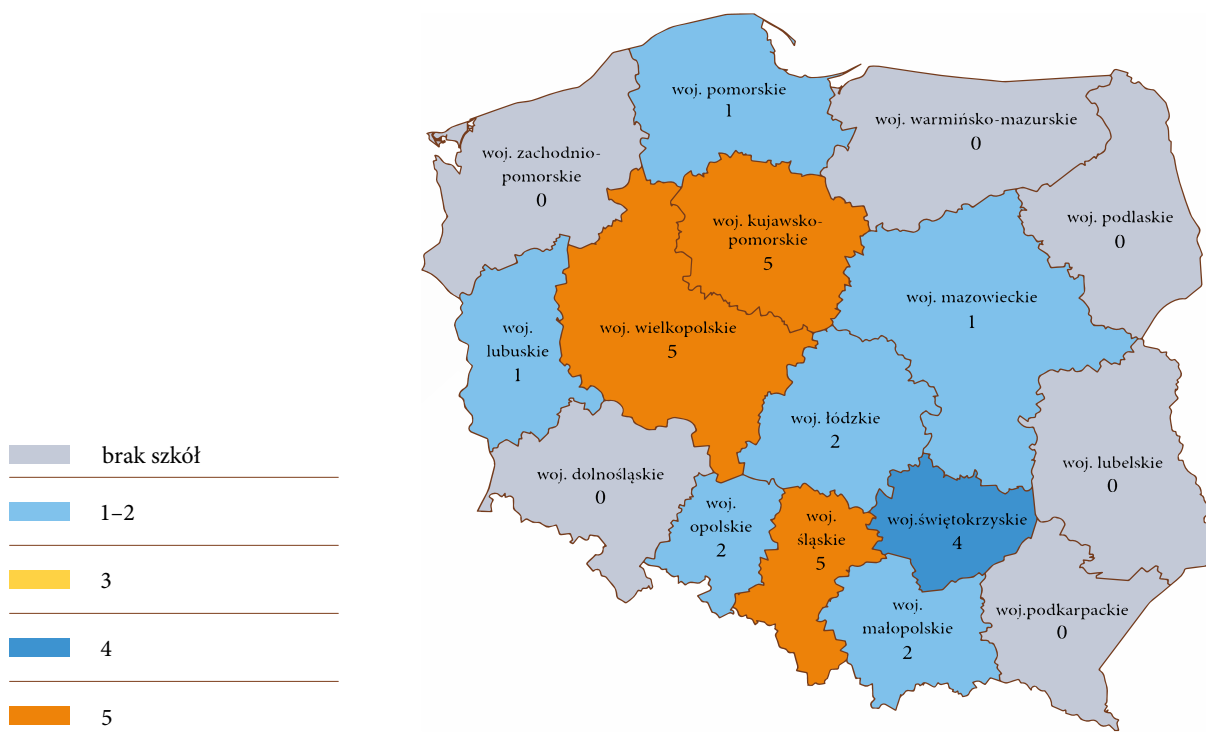 woj. pomorskie
1
woj. warmińsko-mazurskie
0
woj. zachodnio-
pomorskie
0
woj. kujawsko-
pomorskie
5
woj. podlaskie
0
woj. mazowieckie
1
woj. wielkopolskie
5
woj.
lubuskie
1
woj. łódzkie
2
woj. lubelskie
0
woj. dolnośląskie
0
woj.
opolskie
2
woj.
śląskie
5
woj.świętokrzyskie
4
woj.
małopolskie
2
woj.podkarpackie
0
brak szkół
1–2
3
4
5